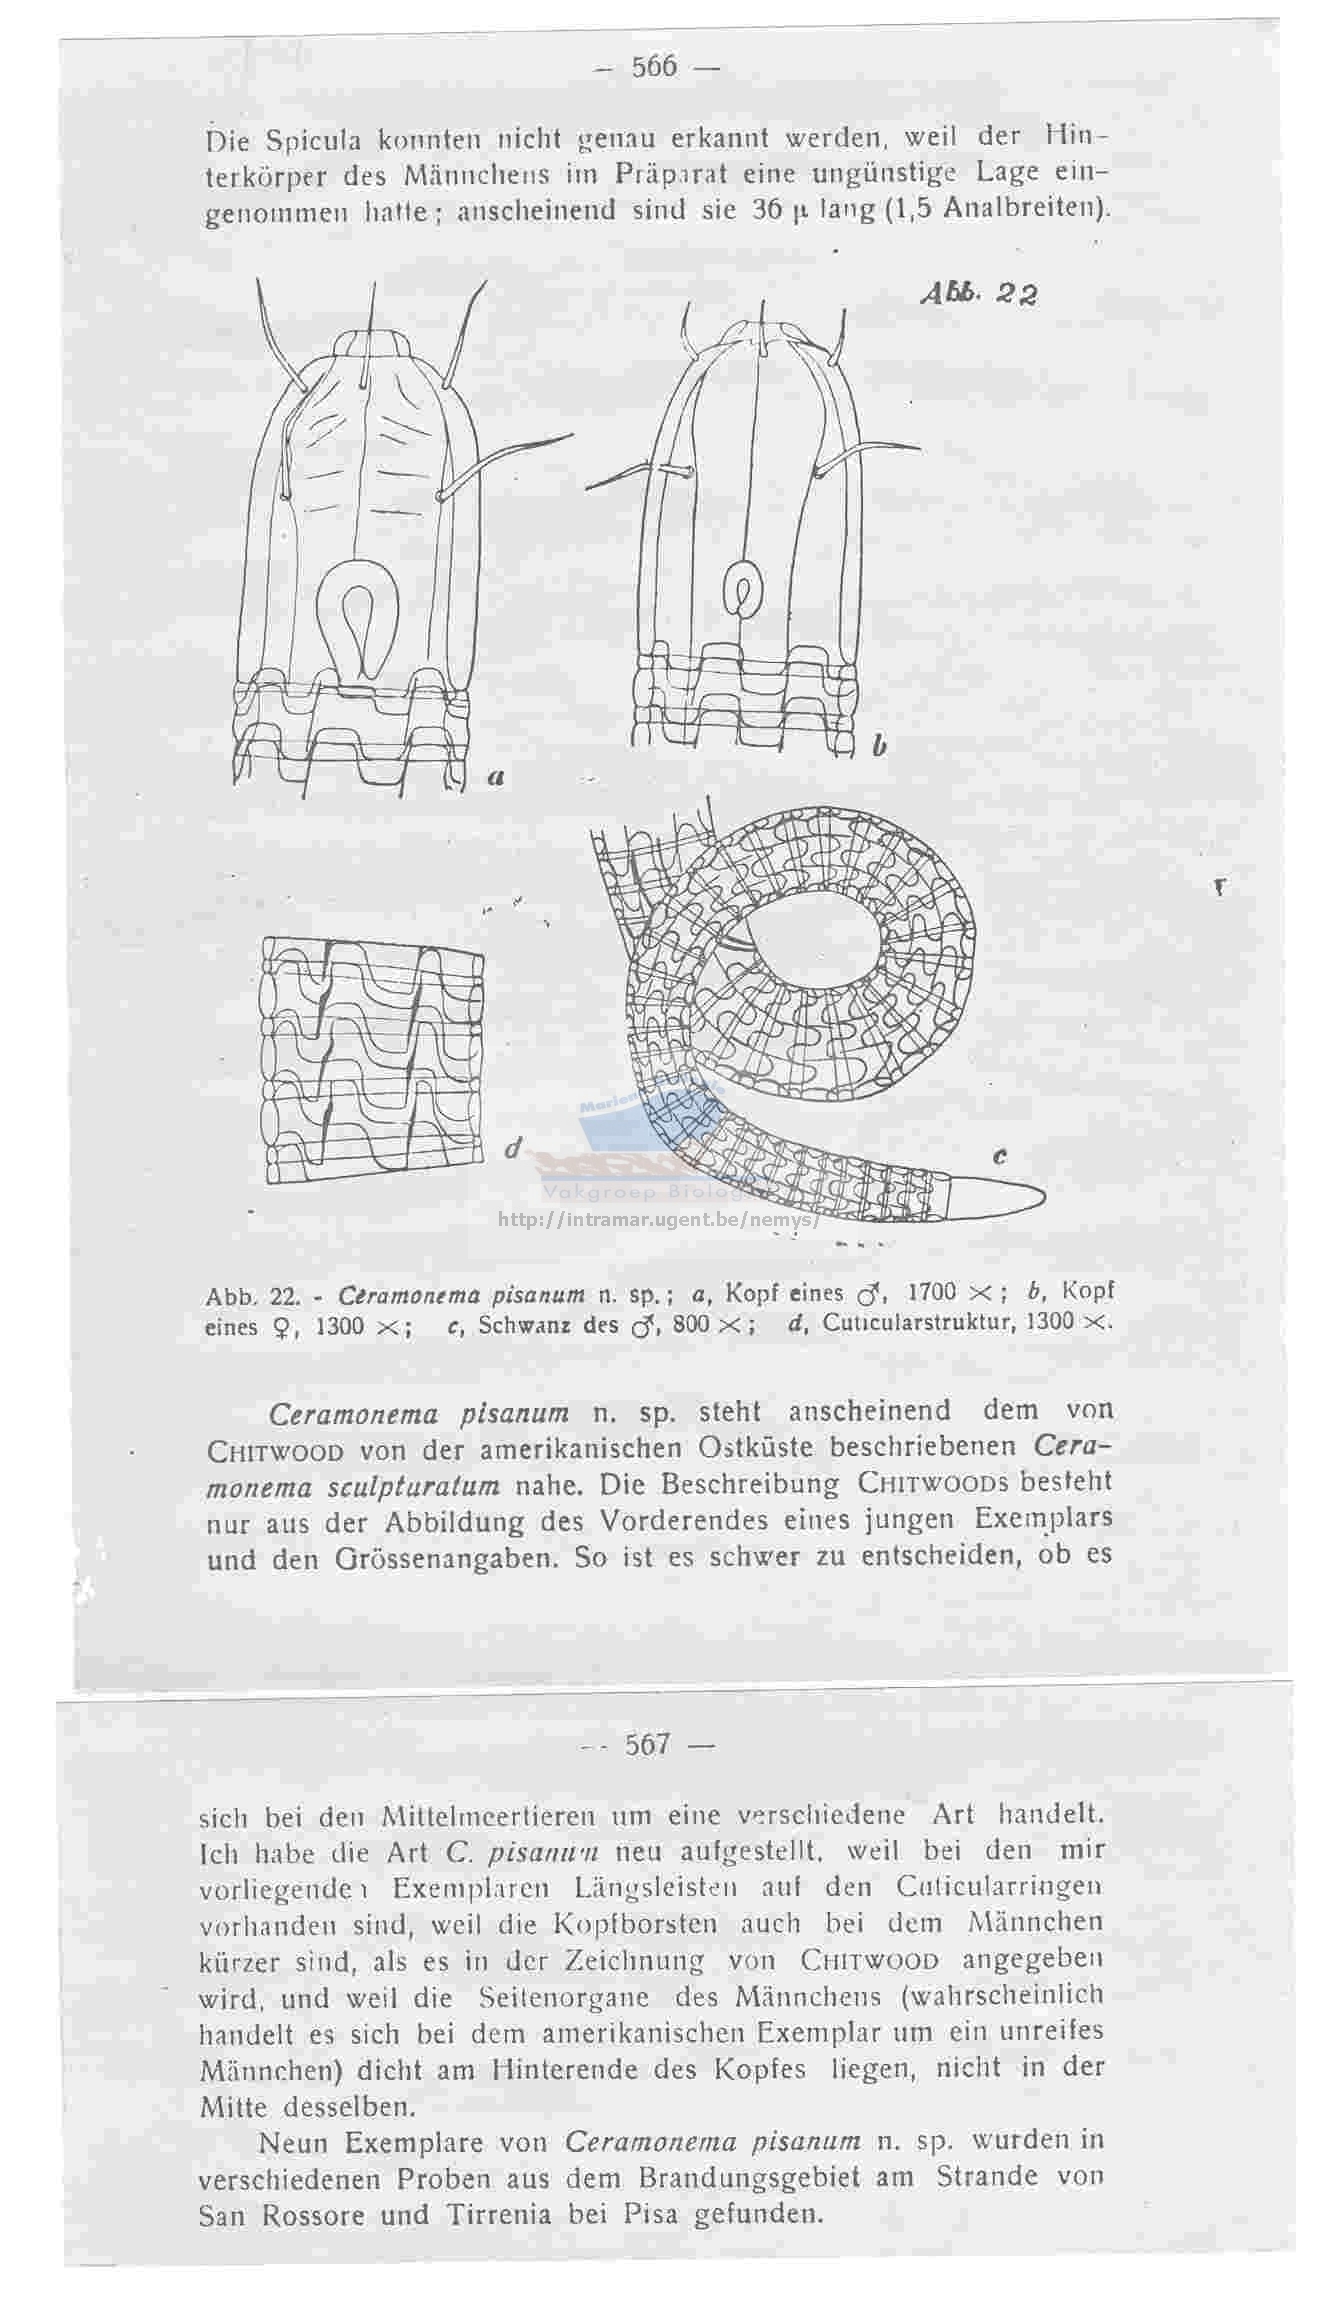 — 566 —
Die Spicula konnten nicht genau erkannt werden, weil der Hin-
terkörper des Männchens im Präparat eine ungünstige Lage ein-
genommen hatte; anscheinend sind sie 36 µ lang (1,5 Analbreiten).
Abb. 22
a
b
d
c
Vakgroep Biologie
http://intramar.ugent.be/nemys/
Abb. 22. - Ceramonema pisanum n. sp.; a, Kopf eines ♂, 1700 ×; b, Kopf
eines ♀, 1300 ×; c, Schwanz des ♂, 800 ×; d, Cuticularstruktur, 1300 ×.
Ceramonema pisanum n. sp. steht anscheinend dem von
CHITWOOD von der amerikanischen Ostküste beschriebenen Cera-
monema sculpturatum nahe. Die Beschreibung CHITWOODS besteht
nur aus der Abbildung des Vorderendes eines jungen Exemplars
und den Grössenangaben. So ist es schwer zu entscheiden, ob es
— 567 —
sich bei den Mittelmeertieren um eine verschiedene Art handelt.
Ich habe die Art C. pisanum neu aufgestellt, weil bei den mir
vorliegenden Exemplaren Längsleisten auf den Cuticularringen
vorhanden sind, weil die Kopfborsten auch bei dem Männchen
kürzer sind, als es in der Zeichnung von CHITWOOD angegeben
wird, und weil die Seitenorgane des Männchens (wahrscheinlich
handelt es sich bei dem amerikanischen Exemplar um ein unreifes
Männchen) dicht am Hinterende des Kopfes liegen, nicht in der
Mitte desselben.
Neun Exemplare von Ceramonema pisanum n. sp. wurden in
verschiedenen Proben aus dem Brandungsgebiet am Strande von
San Rossore und Tirrenia bei Pisa gefunden.